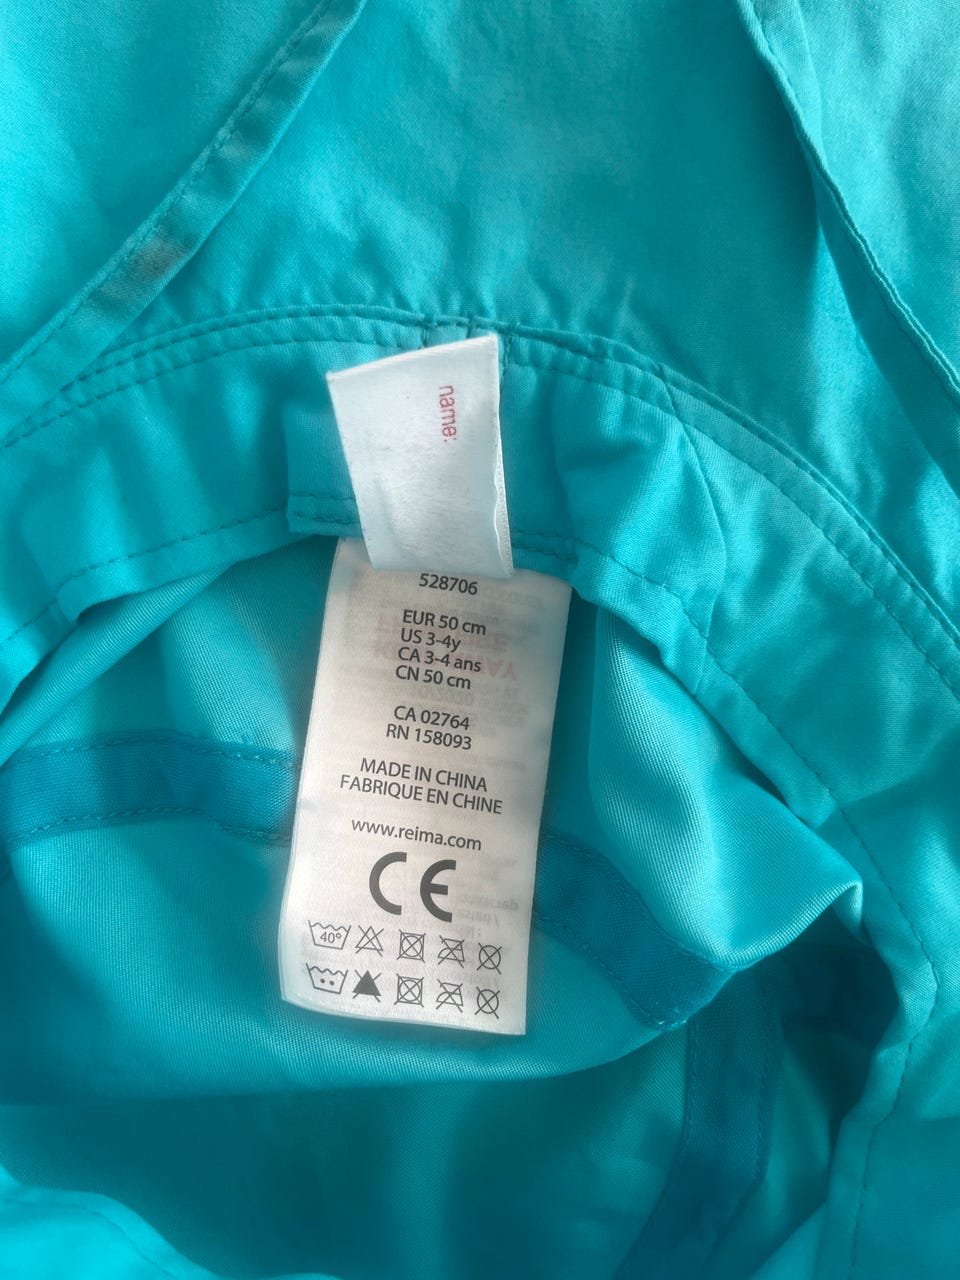 name:
528706
EUR 50 cm
US 3-4y
CA 3-4 ans
CN 50 cm
CA 02764
RN 158093
MADE IN CHINA
FABRIQUE EN CHINE
www.reima.com
CE
40°